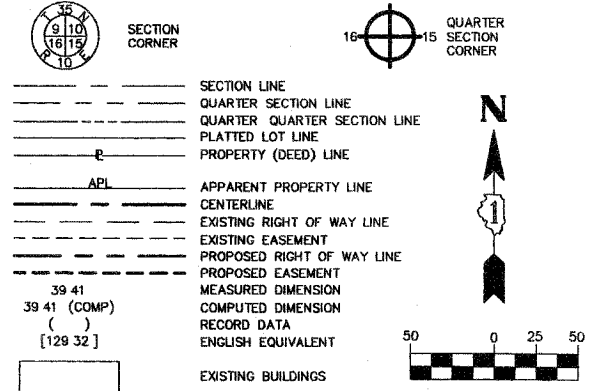 T 35 N
9 10
16 15
R 10 E
SECTION
CORNER
16 15
QUARTER
SECTION
CORNER
SECTION LINE
QUARTER SECTION LINE
QUARTER QUARTER SECTION LINE
PLATTED LOT LINE
PROPERTY (DEED) LINE
APL APPARENT PROPERTY LINE
CENTERLINE
EXISTING RIGHT OF WAY LINE
EXISTING EASEMENT
PROPOSED RIGHT OF WAY LINE
PROPOSED EASEMENT
39 41 MEASURED DIMENSION
39 41 (COMP) COMPUTED DIMENSION
( ) RECORD DATA
[129 32 ] ENGLISH EQUIVALENT
EXISTING BUILDINGS
N
1
50 0 25 50